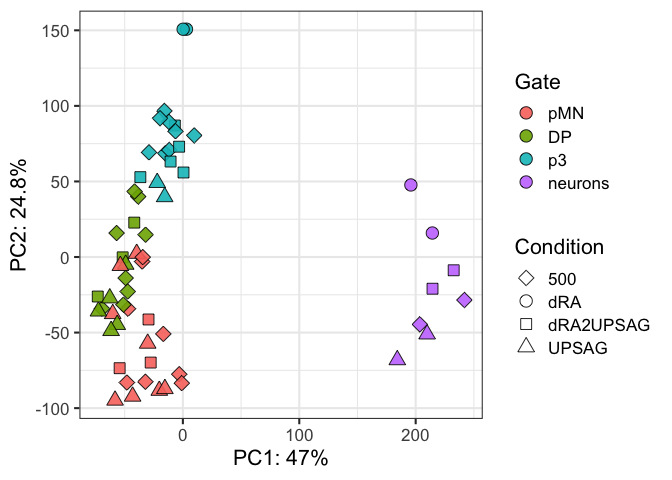 150
100
50
0
-50
-100
PC2: 24.8%
0
100
200
PC1: 47%
Gate
pMN
DP
p3
neurons
Condition
500
dRA
dRA2UPSAG
UPSAG